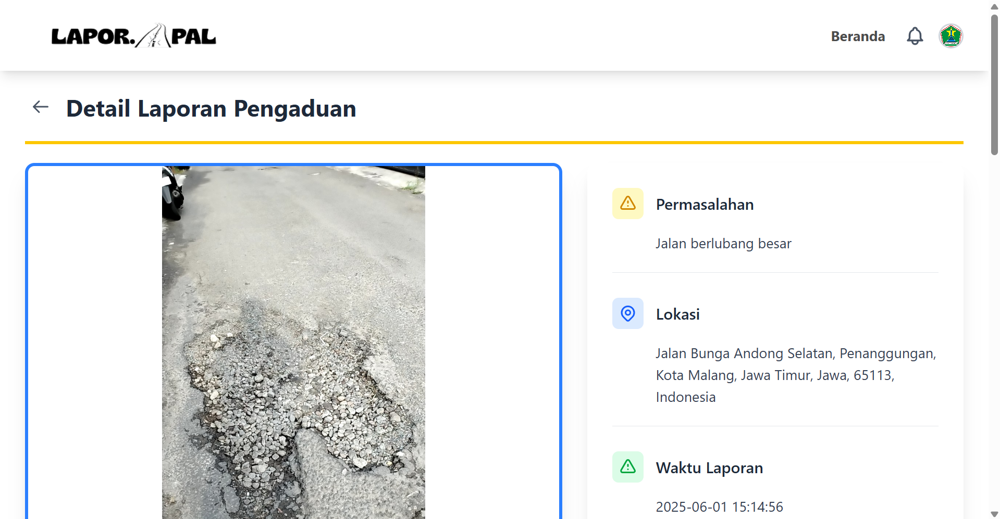 LAPOR. PAL
Beranda
Detail Laporan Pengaduan
Permasalahan
Jalan berlubang besar
Lokasi
Jalan Bunga Andong Selatan, Penanggungan,
Kota Malang, Jawa Timur, Jawa, 65113,
Indonesia
Waktu Laporan
2025-06-01 15:14:56